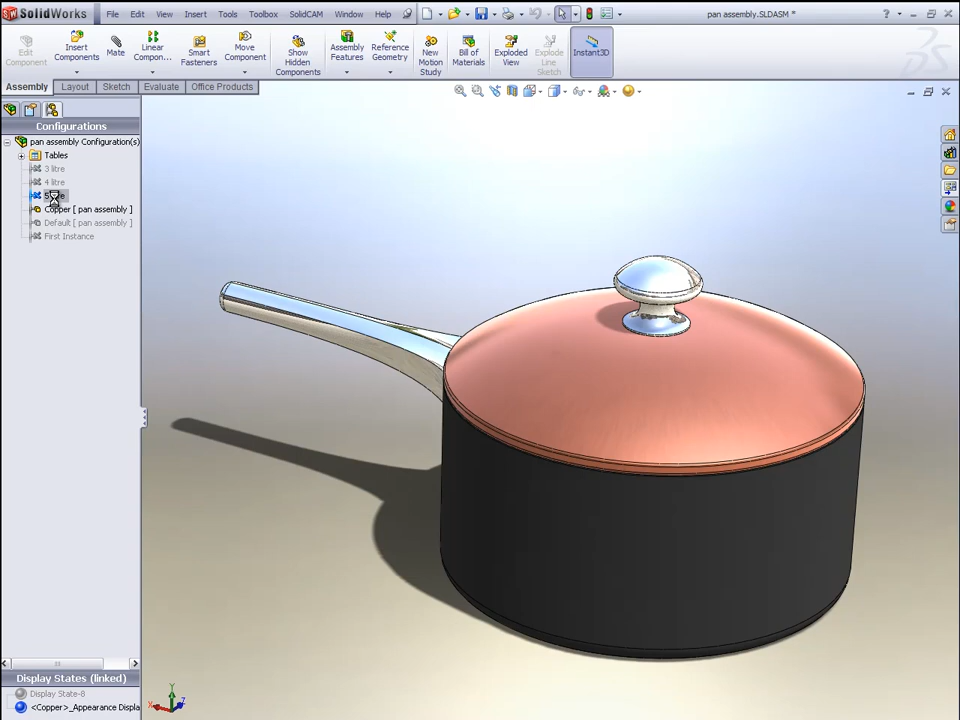 SW SolidWorks File Edit View Insert Tools Toolbox SolidCAM Window Help pan assembly.SLDASM * ?
Edit Component
Insert Components
Mate
Linear Compon...
Smart Fasteners
Move Component
Show Hidden Components
Assembly Features
Reference Geometry
New Motion Study
Bill of Materials
Exploded View
Explode Line Sketch
Instant3D
Assembly Layout Sketch Evaluate Office Products
Configurations
pan assembly Configuration(s)
Tables
3 litre
4 litre
Copper [ pan assembly ]
Default [ pan assembly ]
First Instance
Display States (linked)
Display State-8
<Copper>_Appearance Displa
Y
X
Z